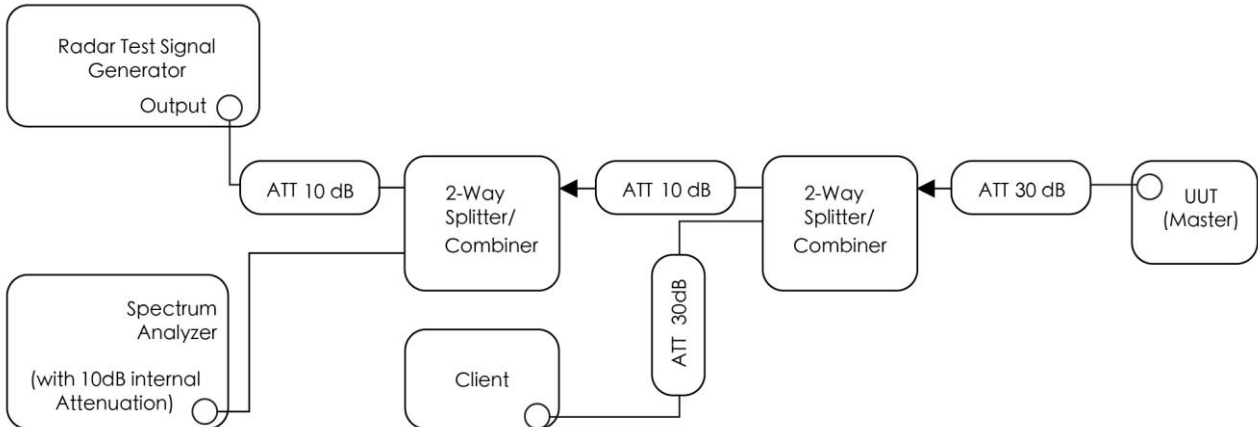 Radar Test Signal
Generator
Output
ATT 10 dB
2-Way
Splitter/
Combiner
ATT 10 dB
2-Way
Splitter/
Combiner
ATT 30 dB
UUT
(Master)
Spectrum
Analyzer
(with 10dB internal
Attenuation)
Client
ATT 30dB